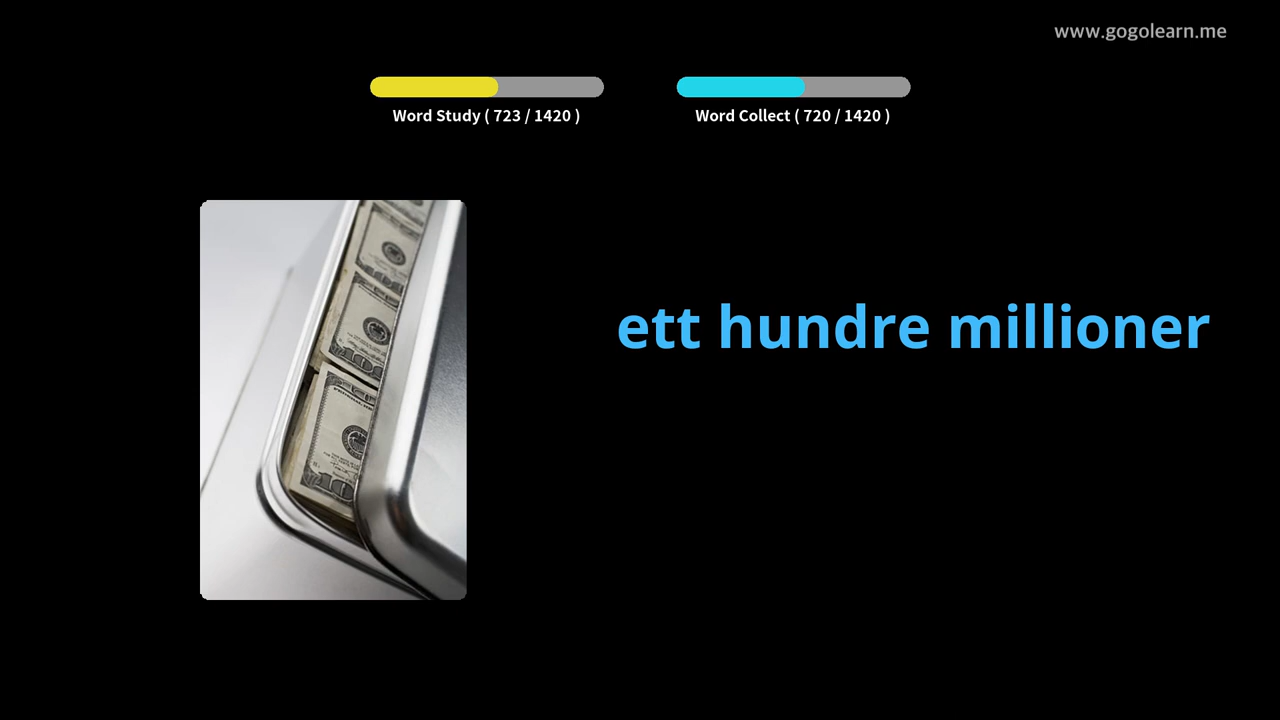 www.gogolearn.me
Word Study ( 723 / 1420 )
Word Collect ( 720 / 1420 )
ett hundre millioner